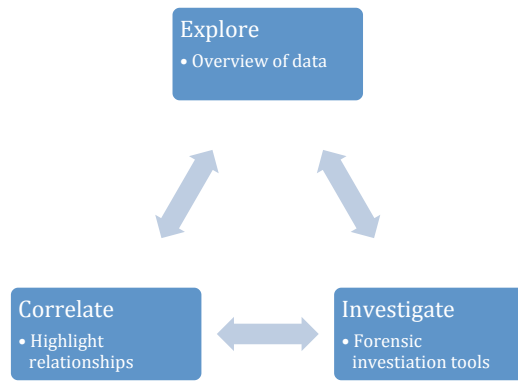 Explore
• Overview of data
Correlate
• Highlight
relationships
Investigate
• Forensic
investiation tools